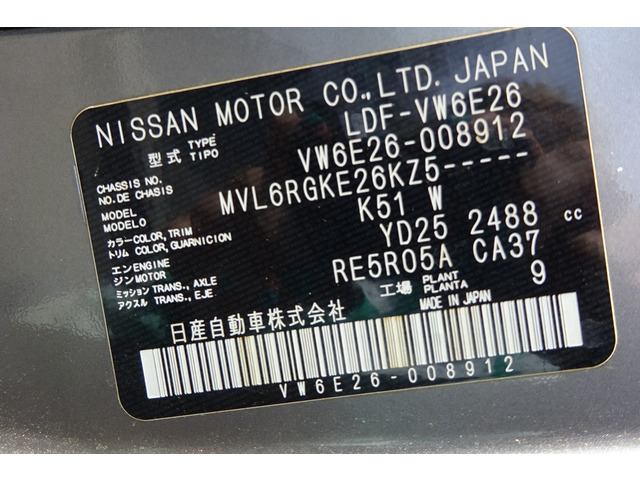 NISSAN MOTOR CO.,LTD. JAPAN
型式 TYPE TIPO LDF-VW6E26
CHASSIS NO. NO. DE CHASIS VW6E26-008912
MODEL MODELO MVL6RGKE26KZ5-----
カラー COLOR, TRIM トリム COLOR, GUARNICION K51 W
エンジン ENGINE MOTOR YD25 2488 cc
ミッション TRANS., AXLE アクスル TRANS., EJE RE5R05A CA37
工場 PLANT PLANTA 9
日産自動車株式会社 MADE IN JAPAN
VW6E26-008912